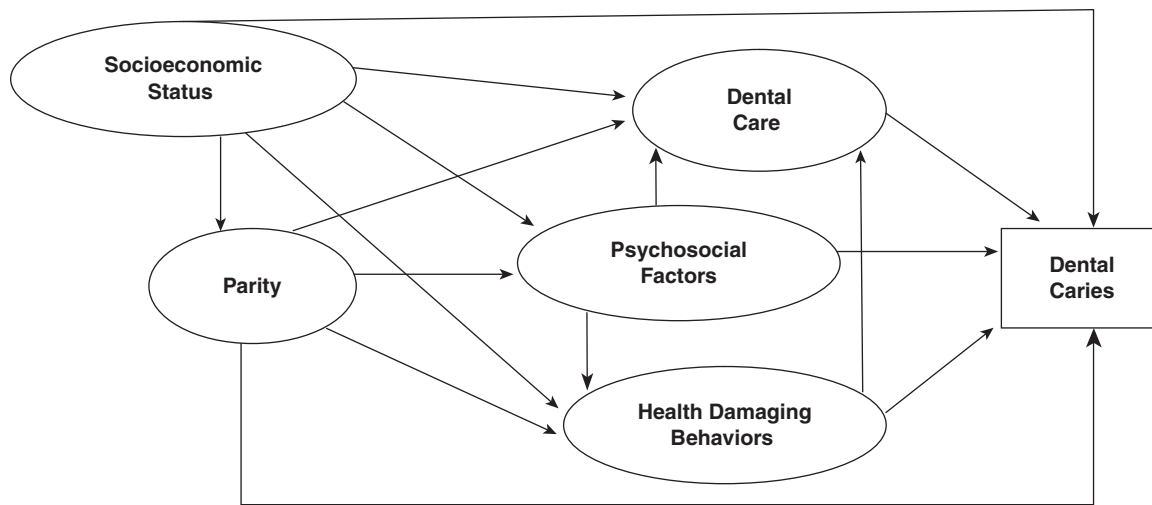 Socioeconomic
Status
Dental
Care
Psychosocial
Factors
Parity
Dental
Caries
Health Damaging
Behaviors